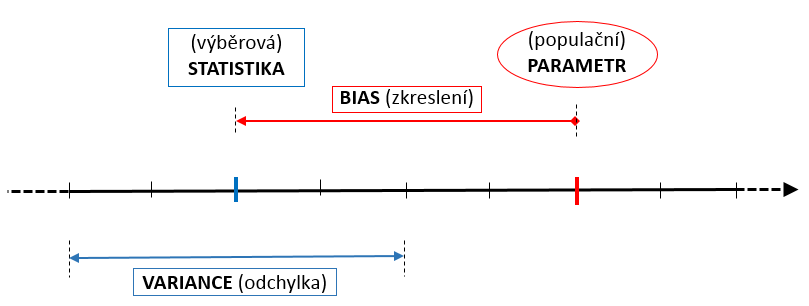 (výběrová)
STATISTIKA
(populační)
PARAMETR
BIAS (zkreslení)
VARIANCE (odchylka)